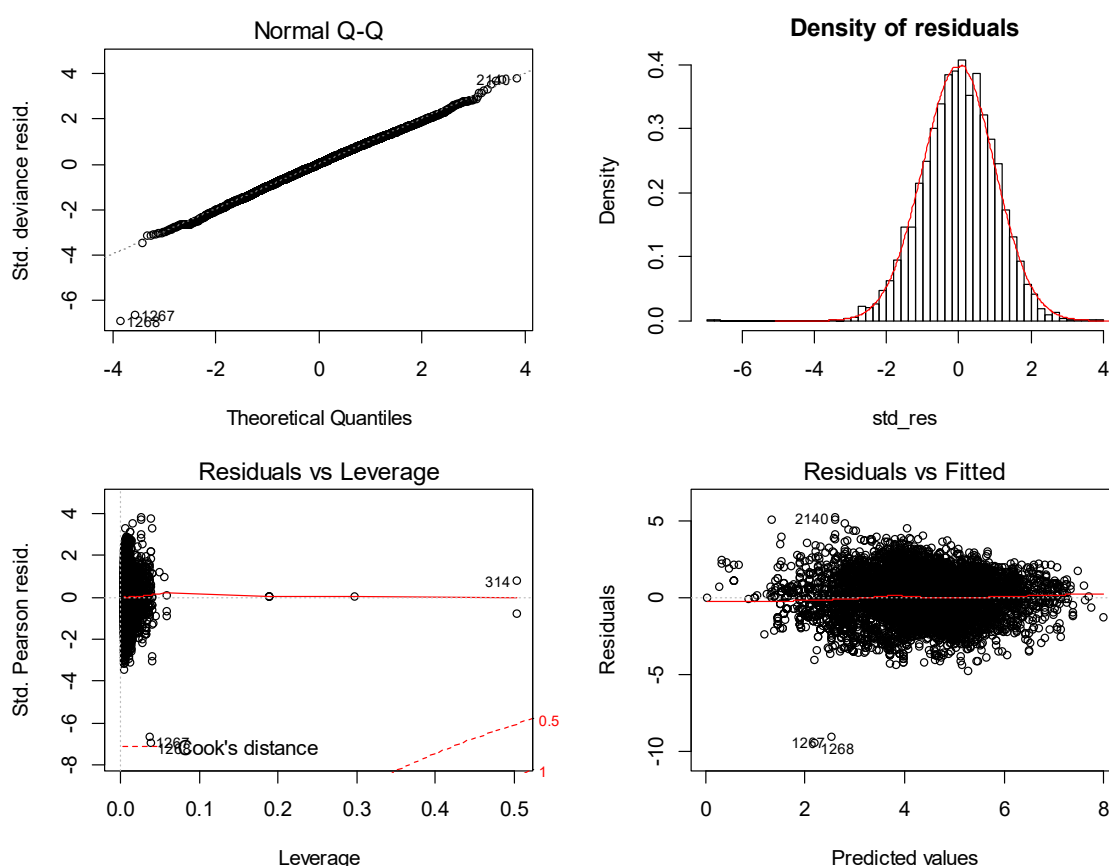 Normal Q-Q
Std. deviance resid.
4
2
0
-2
-4
-6
2140
1267
1268
-4 -2 0 2 4
Theoretical Quantiles
Density of residuals
Density
0.4
0.3
0.2
0.1
0.0
-6 -4 -2 0 2 4
std_res
Residuals vs Leverage
Std. Pearson resid.
4
2
0
-2
-4
-6
-8
314
1267
1268
Cook's distance
0.5
1
0.0 0.1 0.2 0.3 0.4 0.5
Leverage
Residuals vs Fitted
Residuals
5
0
-5
-10
2140
1267
1268
0 2 4 6 8
Predicted values